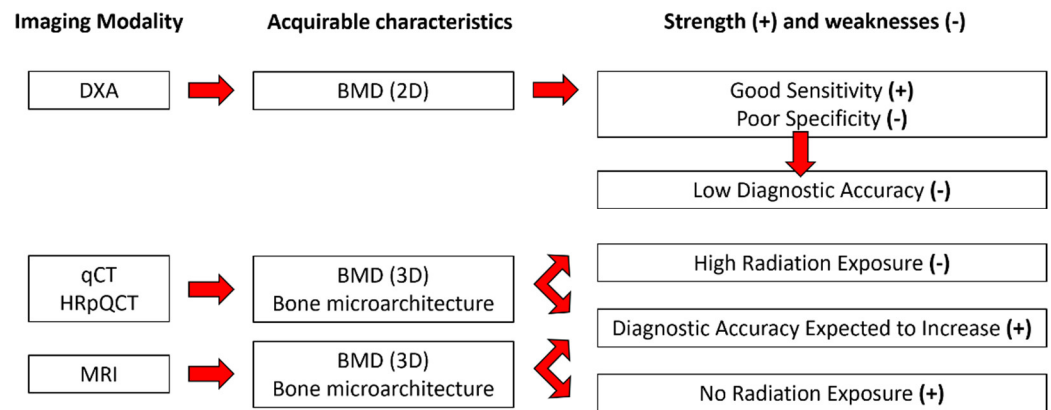 Imaging Modality
Acquirable characteristics
Strength (+) and weaknesses (-)
DXA
BMD (2D)
Good Sensitivity (+)
Poor Specificity (-)
Low Diagnostic Accuracy (-)
qCT
HRpQCT
BMD (3D)
Bone microarchitecture
High Radiation Exposure (-)
Diagnostic Accuracy Expected to Increase (+)
MRI
BMD (3D)
Bone microarchitecture
No Radiation Exposure (+)